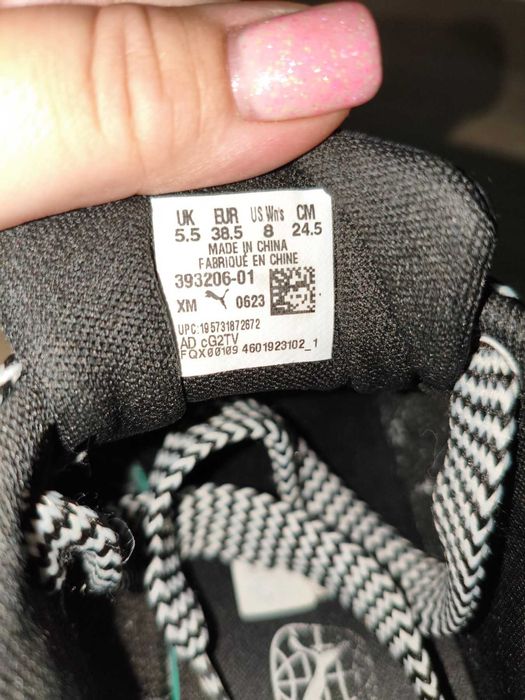 UK EUR US Wn's CM
5.5 38.5 8 24.5
MADE IN CHINA
FABRIQUÉ EN CHINE
393206-01
XM 0623
UPC:195731872672
AD cG2TV
FQX00109 4601923102_1